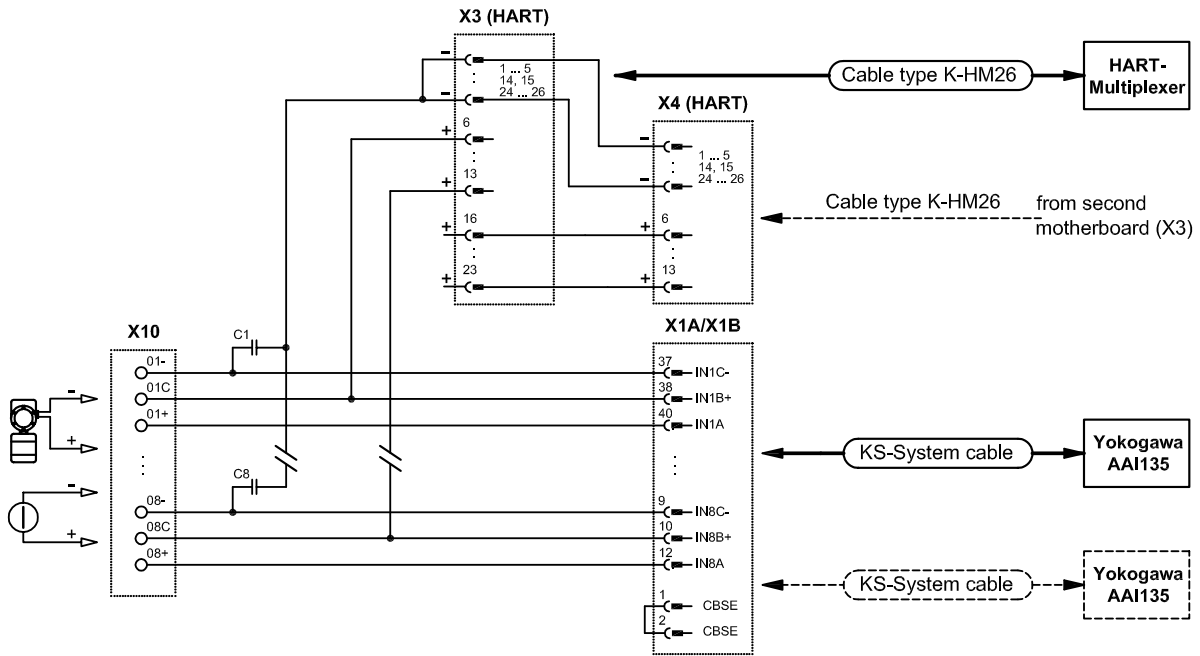 X3 (HART)
-
-
1 ... 5
14, 15
24 ... 26
+ 6
+ 13
+ 16
+ 23
Cable type K-HM26
HART-
Multiplexer
X4 (HART)
-
-
1 ... 5
14, 15
24 ... 26
+ 6
+ 13
Cable type K-HM26
from second
motherboard (X3)
X10
01-
01C
01+
08-
08C
08+
-
+
-
+
C1
C8
X1A/X1B
37 IN1C-
38 IN1B+
40 IN1A
9 IN8C-
10 IN8B+
12 IN8A
1 CBSE
2 CBSE
KS-System cable
Yokogawa
AAI135
KS-System cable
Yokogawa
AAI135